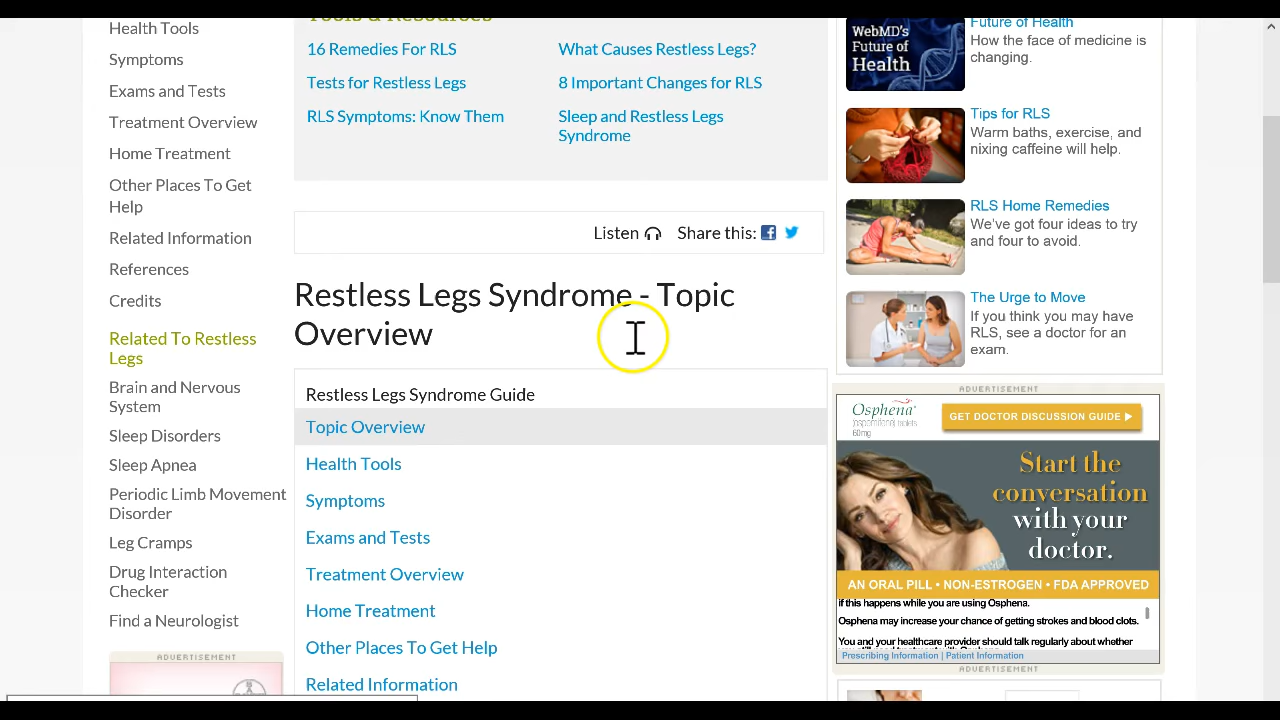 Health Tools
Symptoms
Exams and Tests
Treatment Overview
Home Treatment
Other Places To Get
Help
Related Information
References
Credits
Related To Restless
Legs
Brain and Nervous
System
Sleep Disorders
Sleep Apnea
Periodic Limb Movement
Disorder
Leg Cramps
Drug Interaction
Checker
Find a Neurologist
ADVERTISEMENT
Tools & Resources
16 Remedies For RLS
What Causes Restless Legs?
Tests for Restless Legs
8 Important Changes for RLS
RLS Symptoms: Know Them
Sleep and Restless Legs
Syndrome
Listen
Share this:
Restless Legs Syndrome - Topic
Overview
Restless Legs Syndrome Guide
Topic Overview
Health Tools
Symptoms
Exams and Tests
Treatment Overview
Home Treatment
Other Places To Get Help
Related Information
WebMD's
Future of
Health
Future of Health
How the face of medicine is
changing.
Tips for RLS
Warm baths, exercise, and
nixing caffeine will help.
RLS Home Remedies
We've got four ideas to try
and four to avoid.
The Urge to Move
If you think you may have
RLS, see a doctor for an
exam.
ADVERTISEMENT
Osphena
(ospemifene) tablets
60mg
GET DOCTOR DISCUSSION GUIDE
Start the
conversation
with your
doctor.
AN ORAL PILL • NON-ESTROGEN • FDA APPROVED
if this happens while you are using Osphena.
Osphena may increase your chance of getting strokes and blood clots.
You and your healthcare provider should talk regularly about whether
Prescribing Information | Patient Information
ADVERTISEMENT